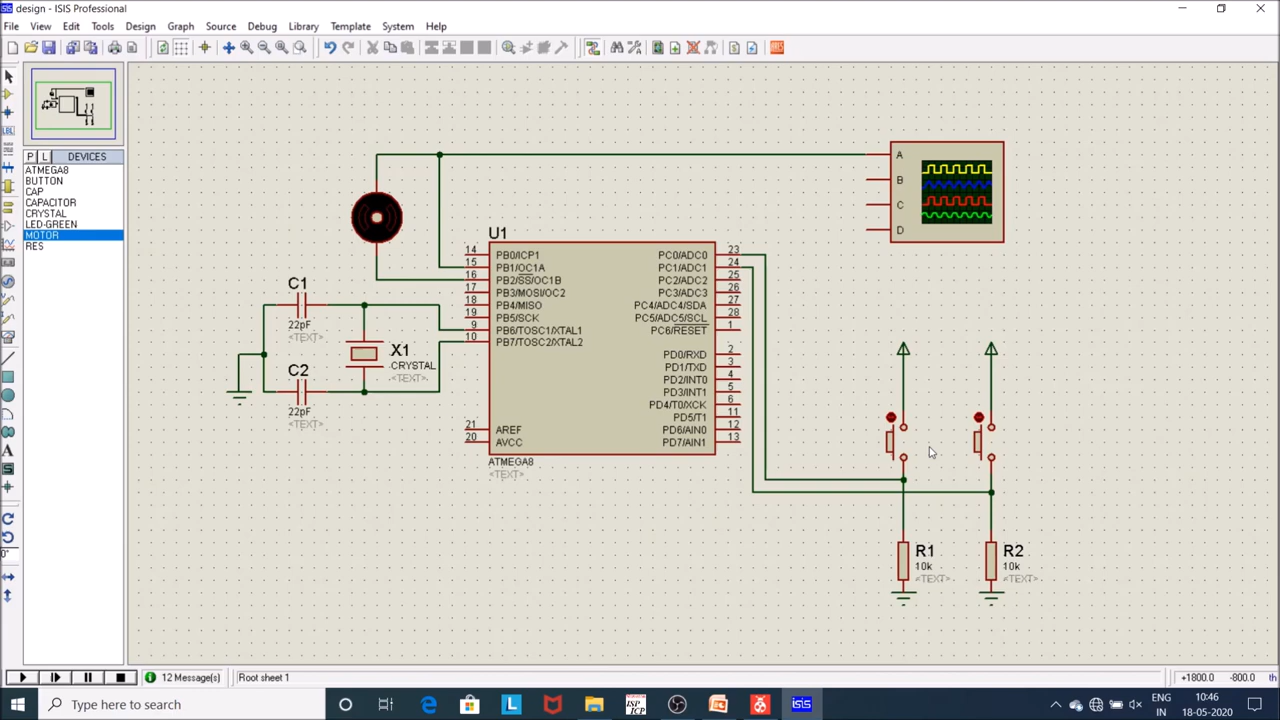 design - ISIS Professional
File View Edit Tools Design Graph Source Debug Library Template System Help
P L DEVICES
ATMEGA8
BUTTON
CAP
CAPACITOR
CRYSTAL
LED-GREEN
MOTOR
RES
A
B
C
D
U1
14 PB0/ICP1 PC0/ADC0 23
15 PB1/OC1A PC1/ADC1 24
16 PB2/SS/OC1B PC2/ADC2 25
17 PB3/MOSI/OC2 PC3/ADC3 26
18 PB4/MISO PC4/ADC4/SDA 27
19 PB5/SCK PC5/ADC5/SCL 28
9 PB6/TOSC1/XTAL1 PC6/RESET 1
10 PB7/TOSC2/XTAL2
PD0/RXD 2
PD1/TXD 3
PD2/INT0 4
PD3/INT1 5
PD4/T0/XCK 6
PD5/T1 11
21 AREF PD6/AIN0 12
20 AVCC PD7/AIN1 13
ATMEGA8
<TEXT>
C1
22pF
<TEXT>
X1
CRYSTAL
<TEXT>
C2
22pF
<TEXT>
R1
10k
<TEXT>
R2
10k
<TEXT>
12 Message(s) Root sheet 1 +1800.0 -800.0 th
Type here to search
L
ISP
ICP
isis
ENG
IN
10:46
18-05-2020